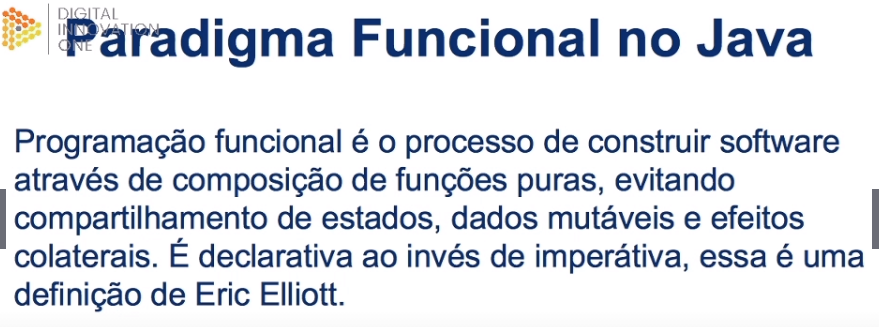 DIGITAL
INNOVATION
ONE
Paradigma Funcional no Java
Programação funcional é o processo de construir software
através de composição de funções puras, evitando
compartilhamento de estados, dados mutáveis e efeitos
colaterais. É declarativa ao invés de imperátiva, essa é uma
definição de Eric Elliott.